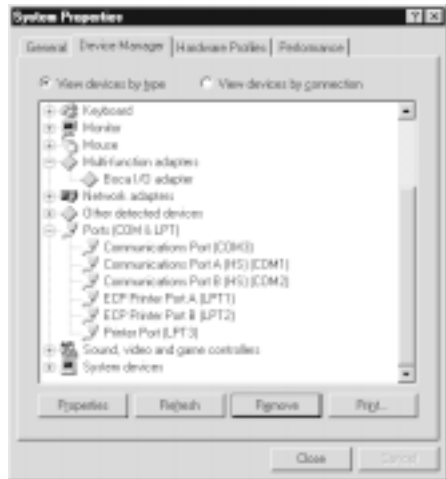 System Properties
General Device Manager Hardware Profiles Performance
View devices by type View devices by connection
Keyboard
Monitor
Mouse
Multi-function adapters
Boca I/O adapter
Network adapters
Other detected devices
Ports (COM & LPT)
Communications Port (COM3)
Communications Port A (HS) (COM1)
Communications Port B (HS) (COM2)
ECP Printer Port A (LPT1)
ECP Printer Port B (LPT2)
Printer Port (LPT3)
Sound, video and game controllers
System devices
Properties Refresh Remove Print...
Close Cancel